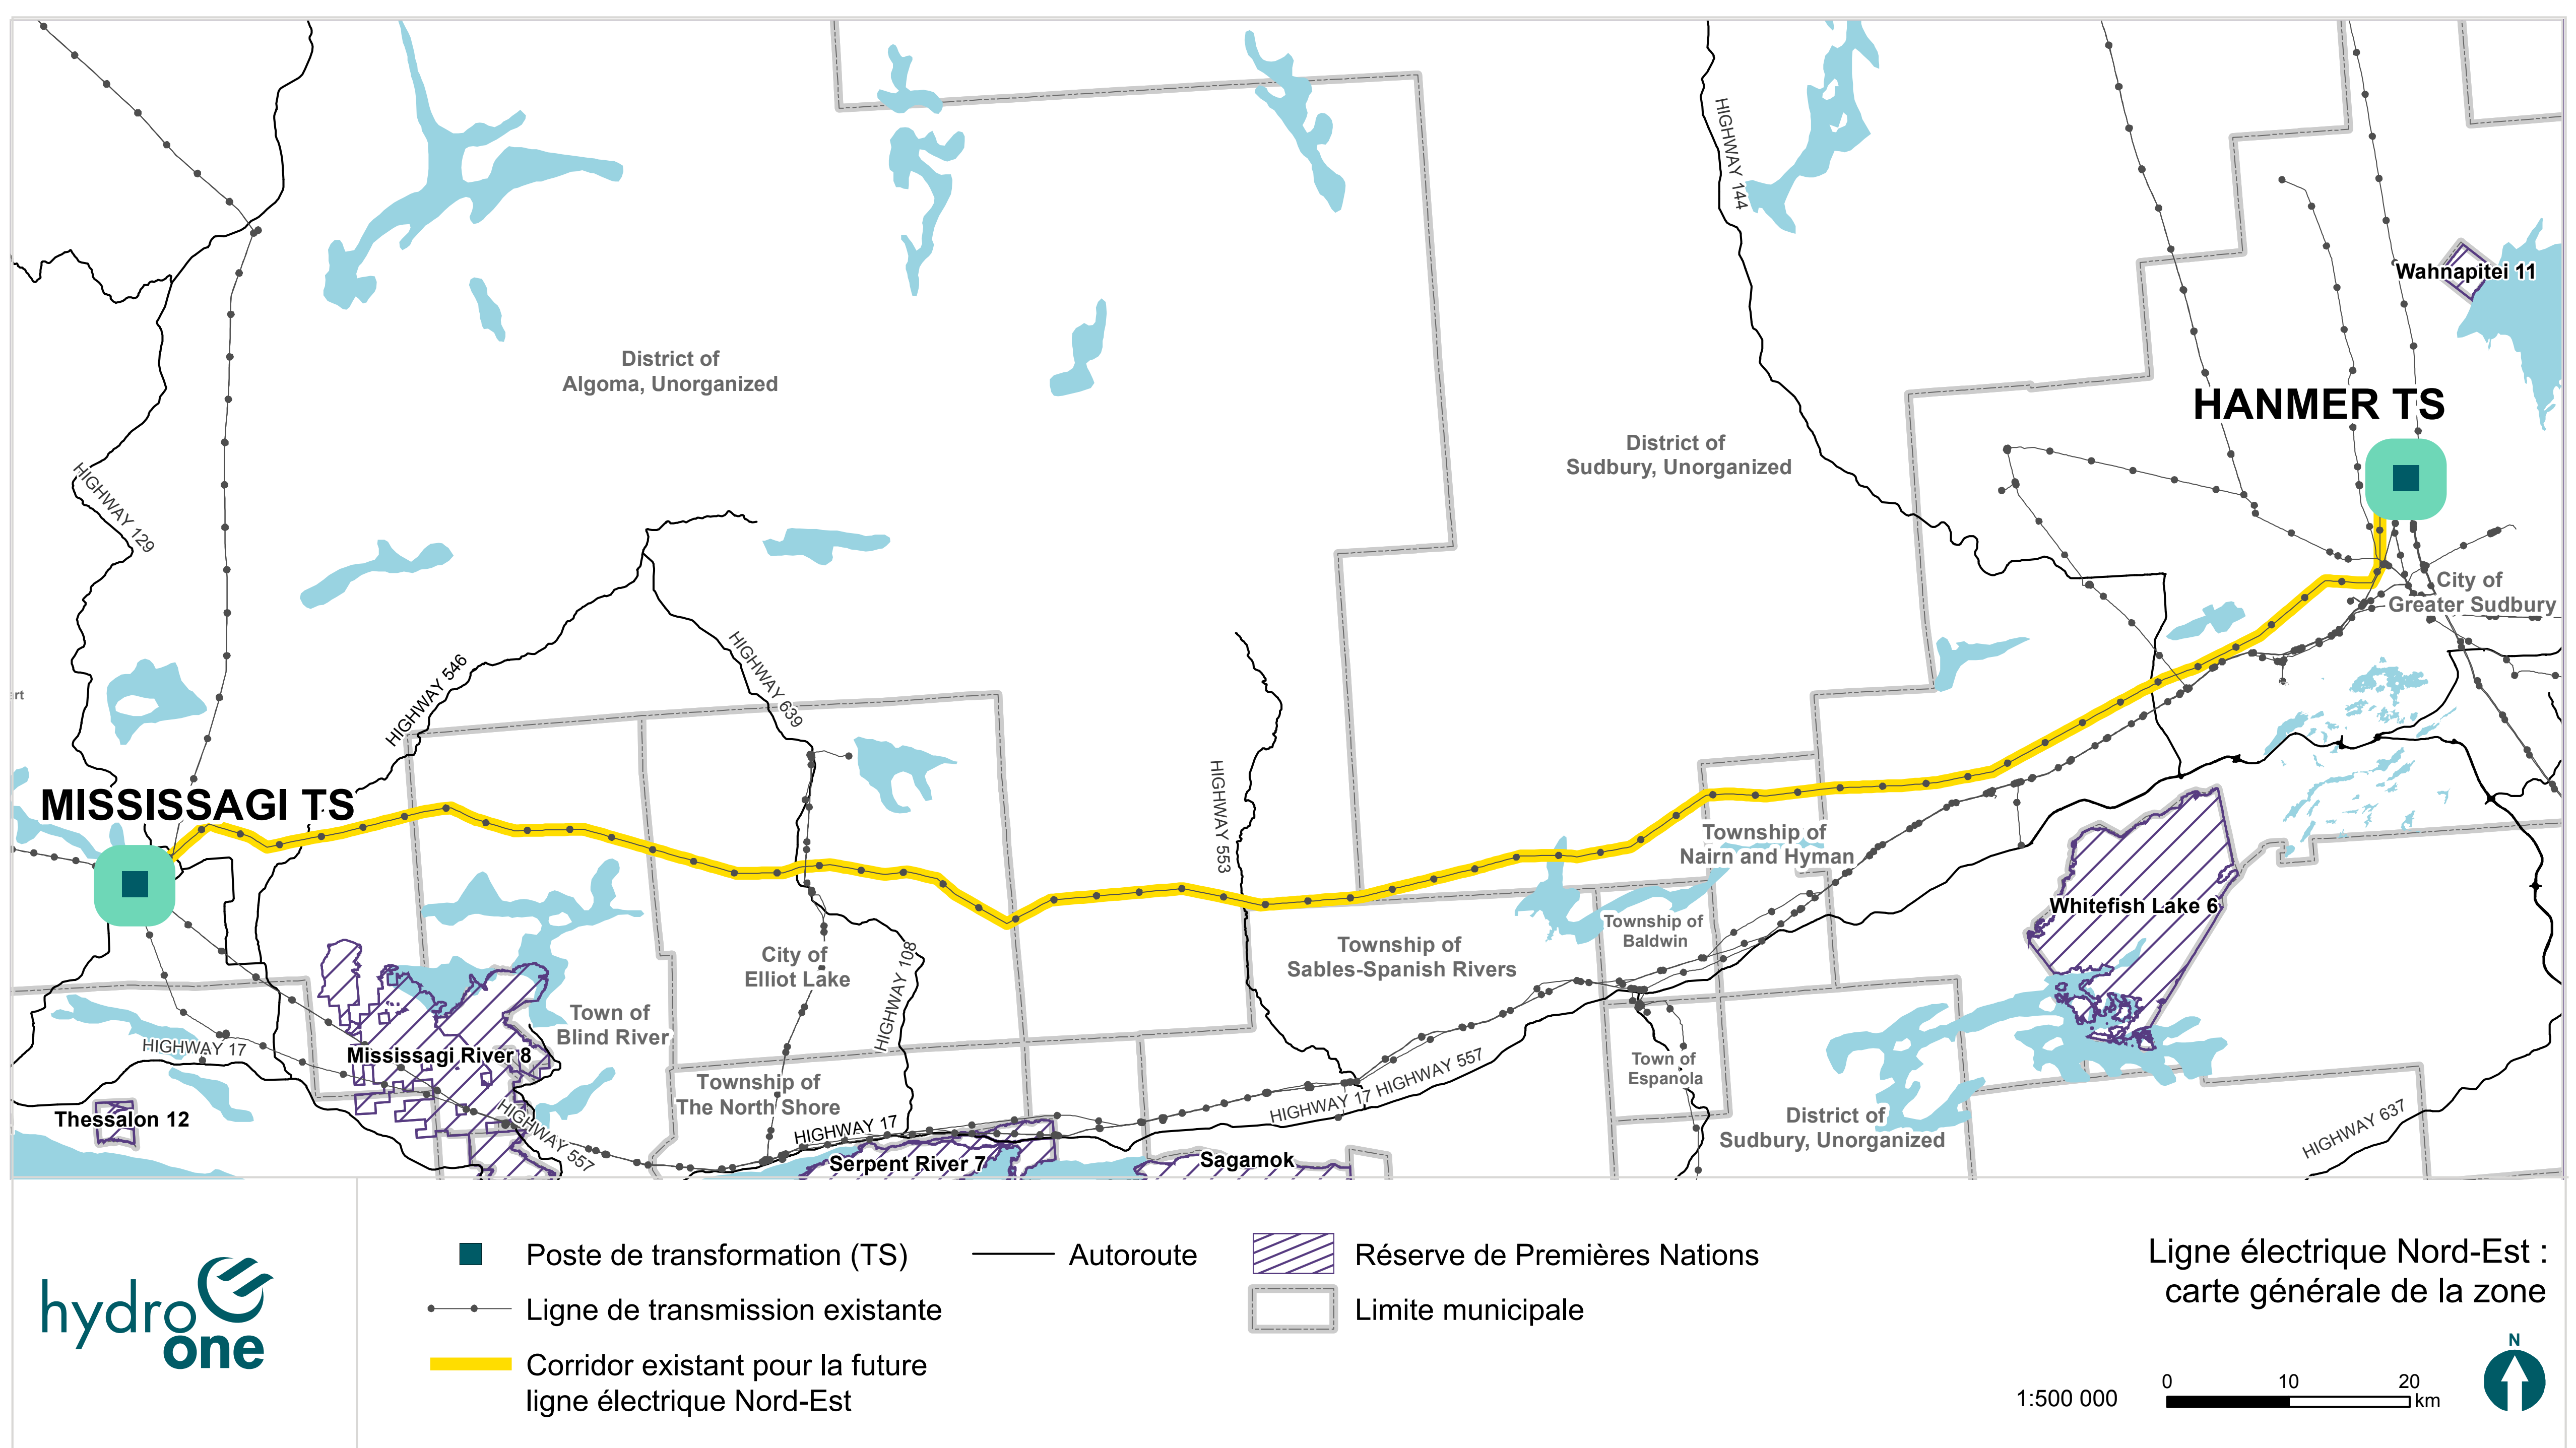 HIGHWAY 144
Wahnapitei 11
District of
Algoma, Unorganized
HANMER TS
District of
Sudbury, Unorganized
HIGHWAY 129
City of
Greater Sudbury
HIGHWAY 546
HIGHWAY 639
rt
HIGHWAY 553
MISSISSAGI TS
Township of
Nairn and Hyman
Whitefish Lake 6
Township of
Baldwin
Township of
Sables-Spanish Rivers
City of
Elliot Lake
HIGHWAY 108
Town of
Blind River
HIGHWAY 17
Mississagi River 8
Town of
Espanola
HIGHWAY 17
HIGHWAY 557
Township of
The North Shore
Thessalon 12
HIGHWAY 557
HIGHWAY 17
District of
Sudbury, Unorganized
HIGHWAY 637
Serpent River 7
Sagamok
hydro
one
Poste de transformation (TS)
Ligne de transmission existante
Corridor existant pour la future
ligne électrique Nord-Est
Autoroute
Réserve de Premières Nations
Limite municipale
Ligne électrique Nord-Est :
carte générale de la zone
N
1:500 000
0 10 20
km